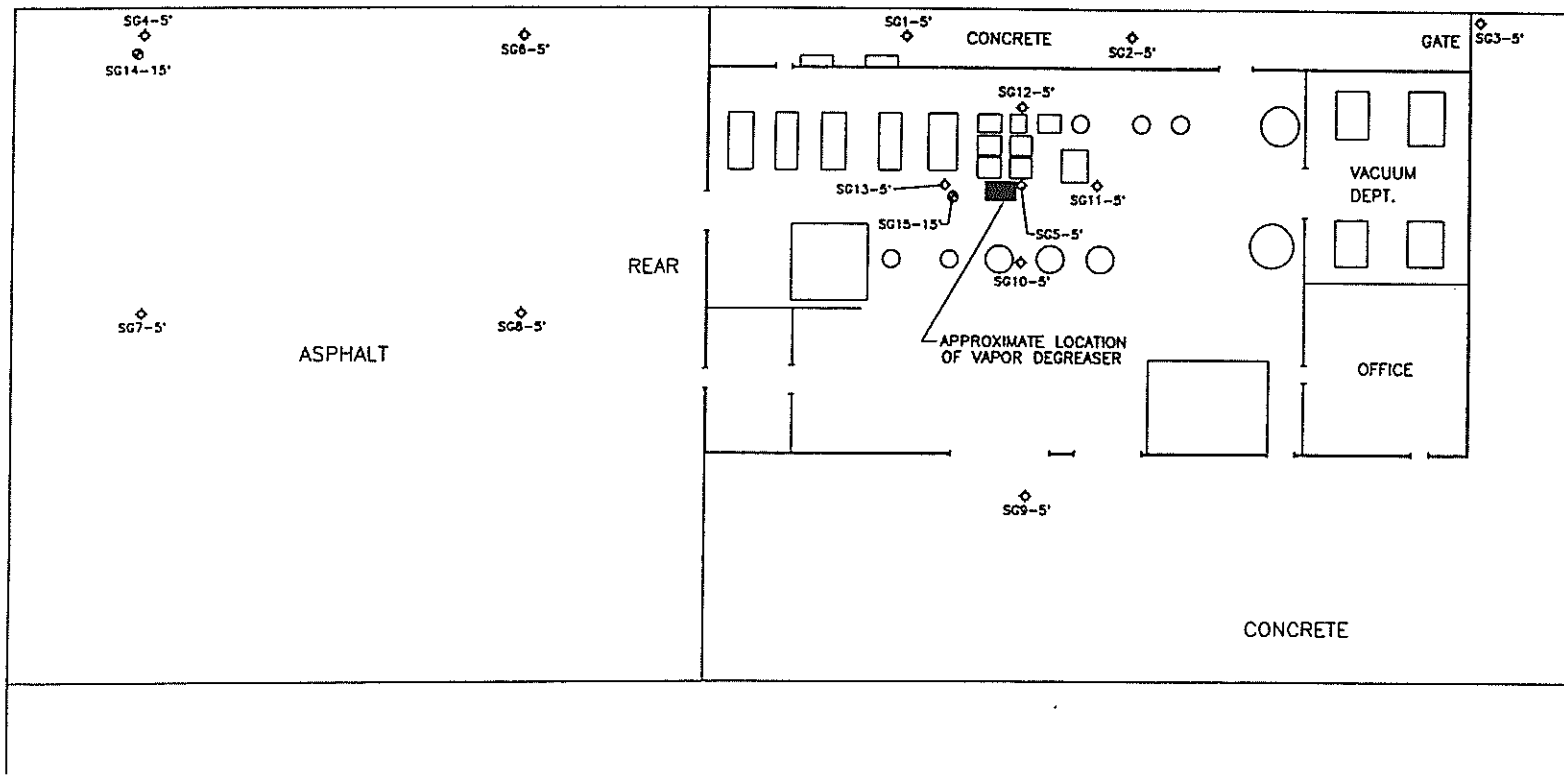 SG4-5'
SG14-15'
SG6-5'
SG1-5'
CONCRETE
SG2-5'
GATE
SG3-5'
SG12-5'
VACUUM
DEPT.
SG13-5'
SG11-5'
SG15-15'
SG5-5'
REAR
SG10-5'
SG7-5'
SG8-5'
ASPHALT
APPROXIMATE LOCATION
OF VAPOR DEGREASER
OFFICE
SG9-5'
CONCRETE